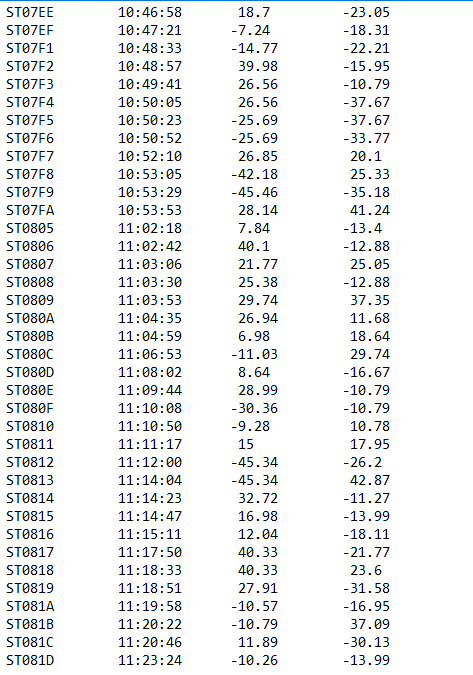 ST07EE 10:46:58 18.7 -23.05
ST07EF 10:47:21 -7.24 -18.31
ST07F1 10:48:33 -14.77 -22.21
ST07F2 10:48:57 39.98 -15.95
ST07F3 10:49:41 26.56 -10.79
ST07F4 10:50:05 26.56 -37.67
ST07F5 10:50:23 -25.69 -37.67
ST07F6 10:50:52 -25.69 -33.77
ST07F7 10:52:10 26.85 20.1
ST07F8 10:53:05 -42.18 25.33
ST07F9 10:53:29 -45.46 -35.18
ST07FA 10:53:53 28.14 41.24
ST0805 11:02:18 7.84 -13.4
ST0806 11:02:42 40.1 -12.88
ST0807 11:03:06 21.77 25.05
ST0808 11:03:30 25.38 -12.88
ST0809 11:03:53 29.74 37.35
ST080A 11:04:35 26.94 11.68
ST080B 11:04:59 6.98 18.64
ST080C 11:06:53 -11.03 29.74
ST080D 11:08:02 8.64 -16.67
ST080E 11:09:44 28.99 -10.79
ST080F 11:10:08 -30.36 -10.79
ST0810 11:10:50 -9.28 10.78
ST0811 11:11:17 15 17.95
ST0812 11:12:00 -45.34 -26.2
ST0813 11:14:04 -45.34 42.87
ST0814 11:14:23 32.72 -11.27
ST0815 11:14:47 16.98 -13.99
ST0816 11:15:11 12.04 -18.11
ST0817 11:17:50 40.33 -21.77
ST0818 11:18:33 40.33 23.6
ST0819 11:18:51 27.91 -31.58
ST081A 11:19:58 -10.57 -16.95
ST081B 11:20:22 -10.79 37.09
ST081C 11:20:46 11.89 -30.13
ST081D 11:23:24 -10.26 -13.99